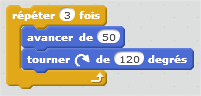 répéter 3 fois
avancer de 50
tourner de 120 degrés